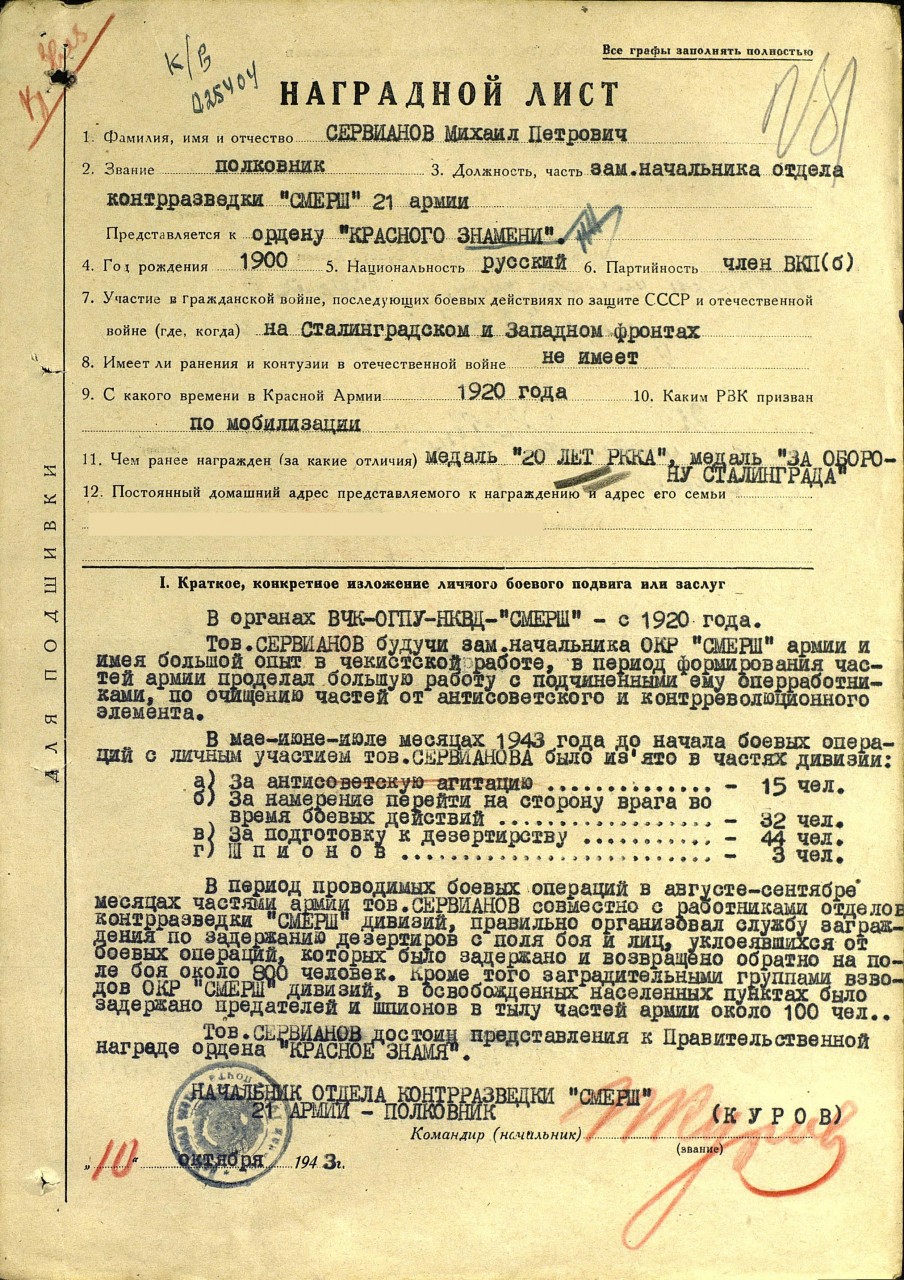 Все графы заполнять полностью
К/В
025404
НАГРАДНОЙ ЛИСТ
1. Фамилия, имя и отчество СЕРВИАНОВ Михаил Петрович
2. Звание полковник 3. Должность, часть зам.начальника отдела
контрразведки "СМЕРШ" 21 армии
Представляется к ордену "КРАСНОГО ЗНАМЕНИ".
4. Год рождения 1900 5. Национальность русский 6. Партийность член ВКП(б)
7. Участие в гражданской войне, последующих боевых действиях по защите СССР и отечественной
войне (где, когда) на Сталинградском и Западном фронтах
8. Имеет ли ранения и контузии в отечественной войне не имеет
9. С какого времени в Красной Армии 1920 года 10. Каким РВК призван
по мобилизации
11. Чем ранее награжден (за какие отличия) медаль "20 ЛЕТ РККА", медаль "ЗА ОБОРО-
НУ СТАЛИНГРАДА"
12. Постоянный домашний адрес представляемого к награждению и адрес его семьи
ДЛЯ ПОДШИВКИ
I. Краткое, конкретное изложение личного боевого подвига или заслуг
В органах ВЧК-ОГПУ-НКВД-"СМЕРШ" - с 1920 года.
Тов.СЕРВИАНОВ будучи зам.начальника ОКР "СМЕРШ" армии и
имея большой опыт в чекистской работе, в период формирования час-
тей армии проделал большую работу с подчиненными ему оперработни-
ками, по очищению частей от антисоветского и контрреволюционного
элемента.
В мае-июне-июле месяцах 1943 года до начала боевых опера-
ций с личным участием тов.СЕРВИАНОВА было из'ято в частях дивизии:
а) За антисоветскую агитацию .............. - 15 чел.
б) За намерение перейти на сторону врага во
время боевых действий .................. - 32 чел.
в) За подготовку к дезертирству ........... - 44 чел.
г) Ш п и о н о в .......................... - 3 чел.
В период проводимых боевых операций в августе-сентябре
месяцах частями армии тов.СЕРВИАНОВ совместно с работниками отделов
контрразведки "СМЕРШ" дивизий, правильно организовал службу заграж-
дения по задержанию дезертиров с поля боя и лиц, уклоеявшихся от
боевых операций, которых было задержано и возвращено обратно на по-
ле боя около 800 человек. Кроме того заградительными группами взво-
дов ОКР "СМЕРШ" дивизий, в освобожденных населенных пунктах было
задержано предателей и шпионов в тылу частей армии около 100 чел..
Тов.СЕРВИАНОВ достоин представления к Правительственной
награде ордена "КРАСНОЕ ЗНАМЯ".
НАЧАЛЬНИК ОТДЕЛА КОНТРРАЗВЕДКИ "СМЕРШ"
21 АРМИИ - ПОЛКОВНИК (КУРОВ)
Командир (начальник)
(звание)
„10" октября 1943г.